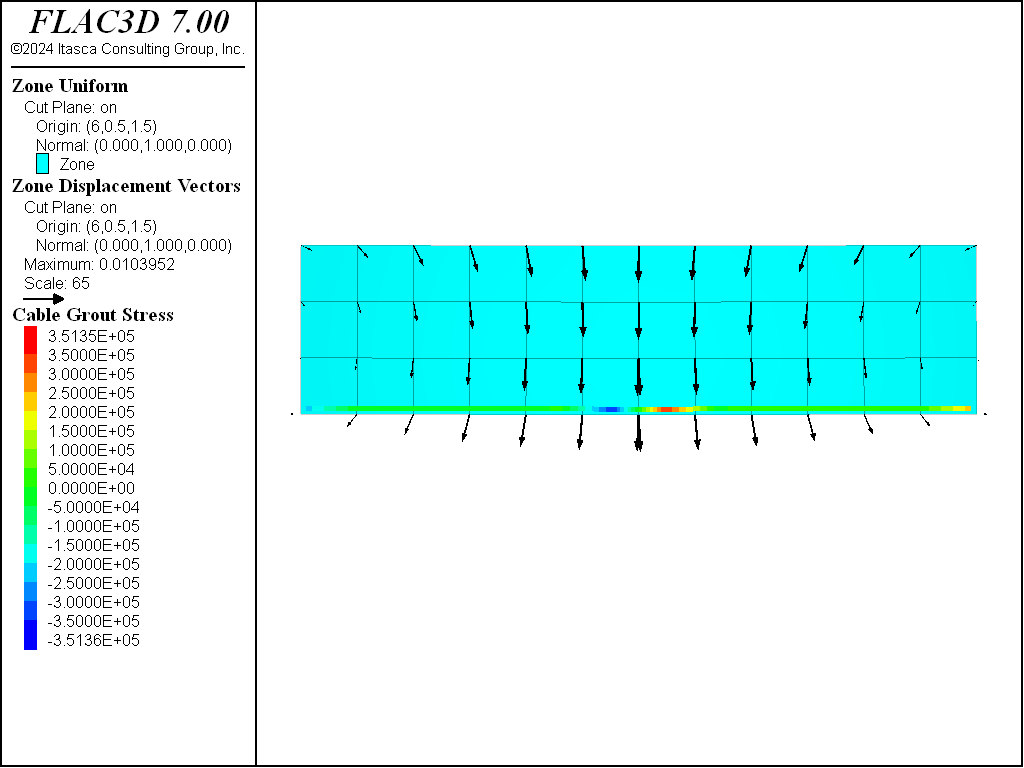 FLAC3D 7.00
©2024 Itasca Consulting Group, Inc.
Zone Uniform
Cut Plane: on
Origin: (6,0.5,1.5)
Normal: (0.000,1.000,0.000)
Zone
Zone Displacement Vectors
Cut Plane: on
Origin: (6,0.5,1.5)
Normal: (0.000,1.000,0.000)
Maximum: 0.0103952
Scale: 65
Cable Grout Stress
3.5135E+05
3.5000E+05
3.0000E+05
2.5000E+05
2.0000E+05
1.5000E+05
1.0000E+05
5.0000E+04
0.0000E+00
-5.0000E+04
-1.0000E+05
-1.5000E+05
-2.0000E+05
-2.5000E+05
-3.0000E+05
-3.5000E+05
-3.5136E+05